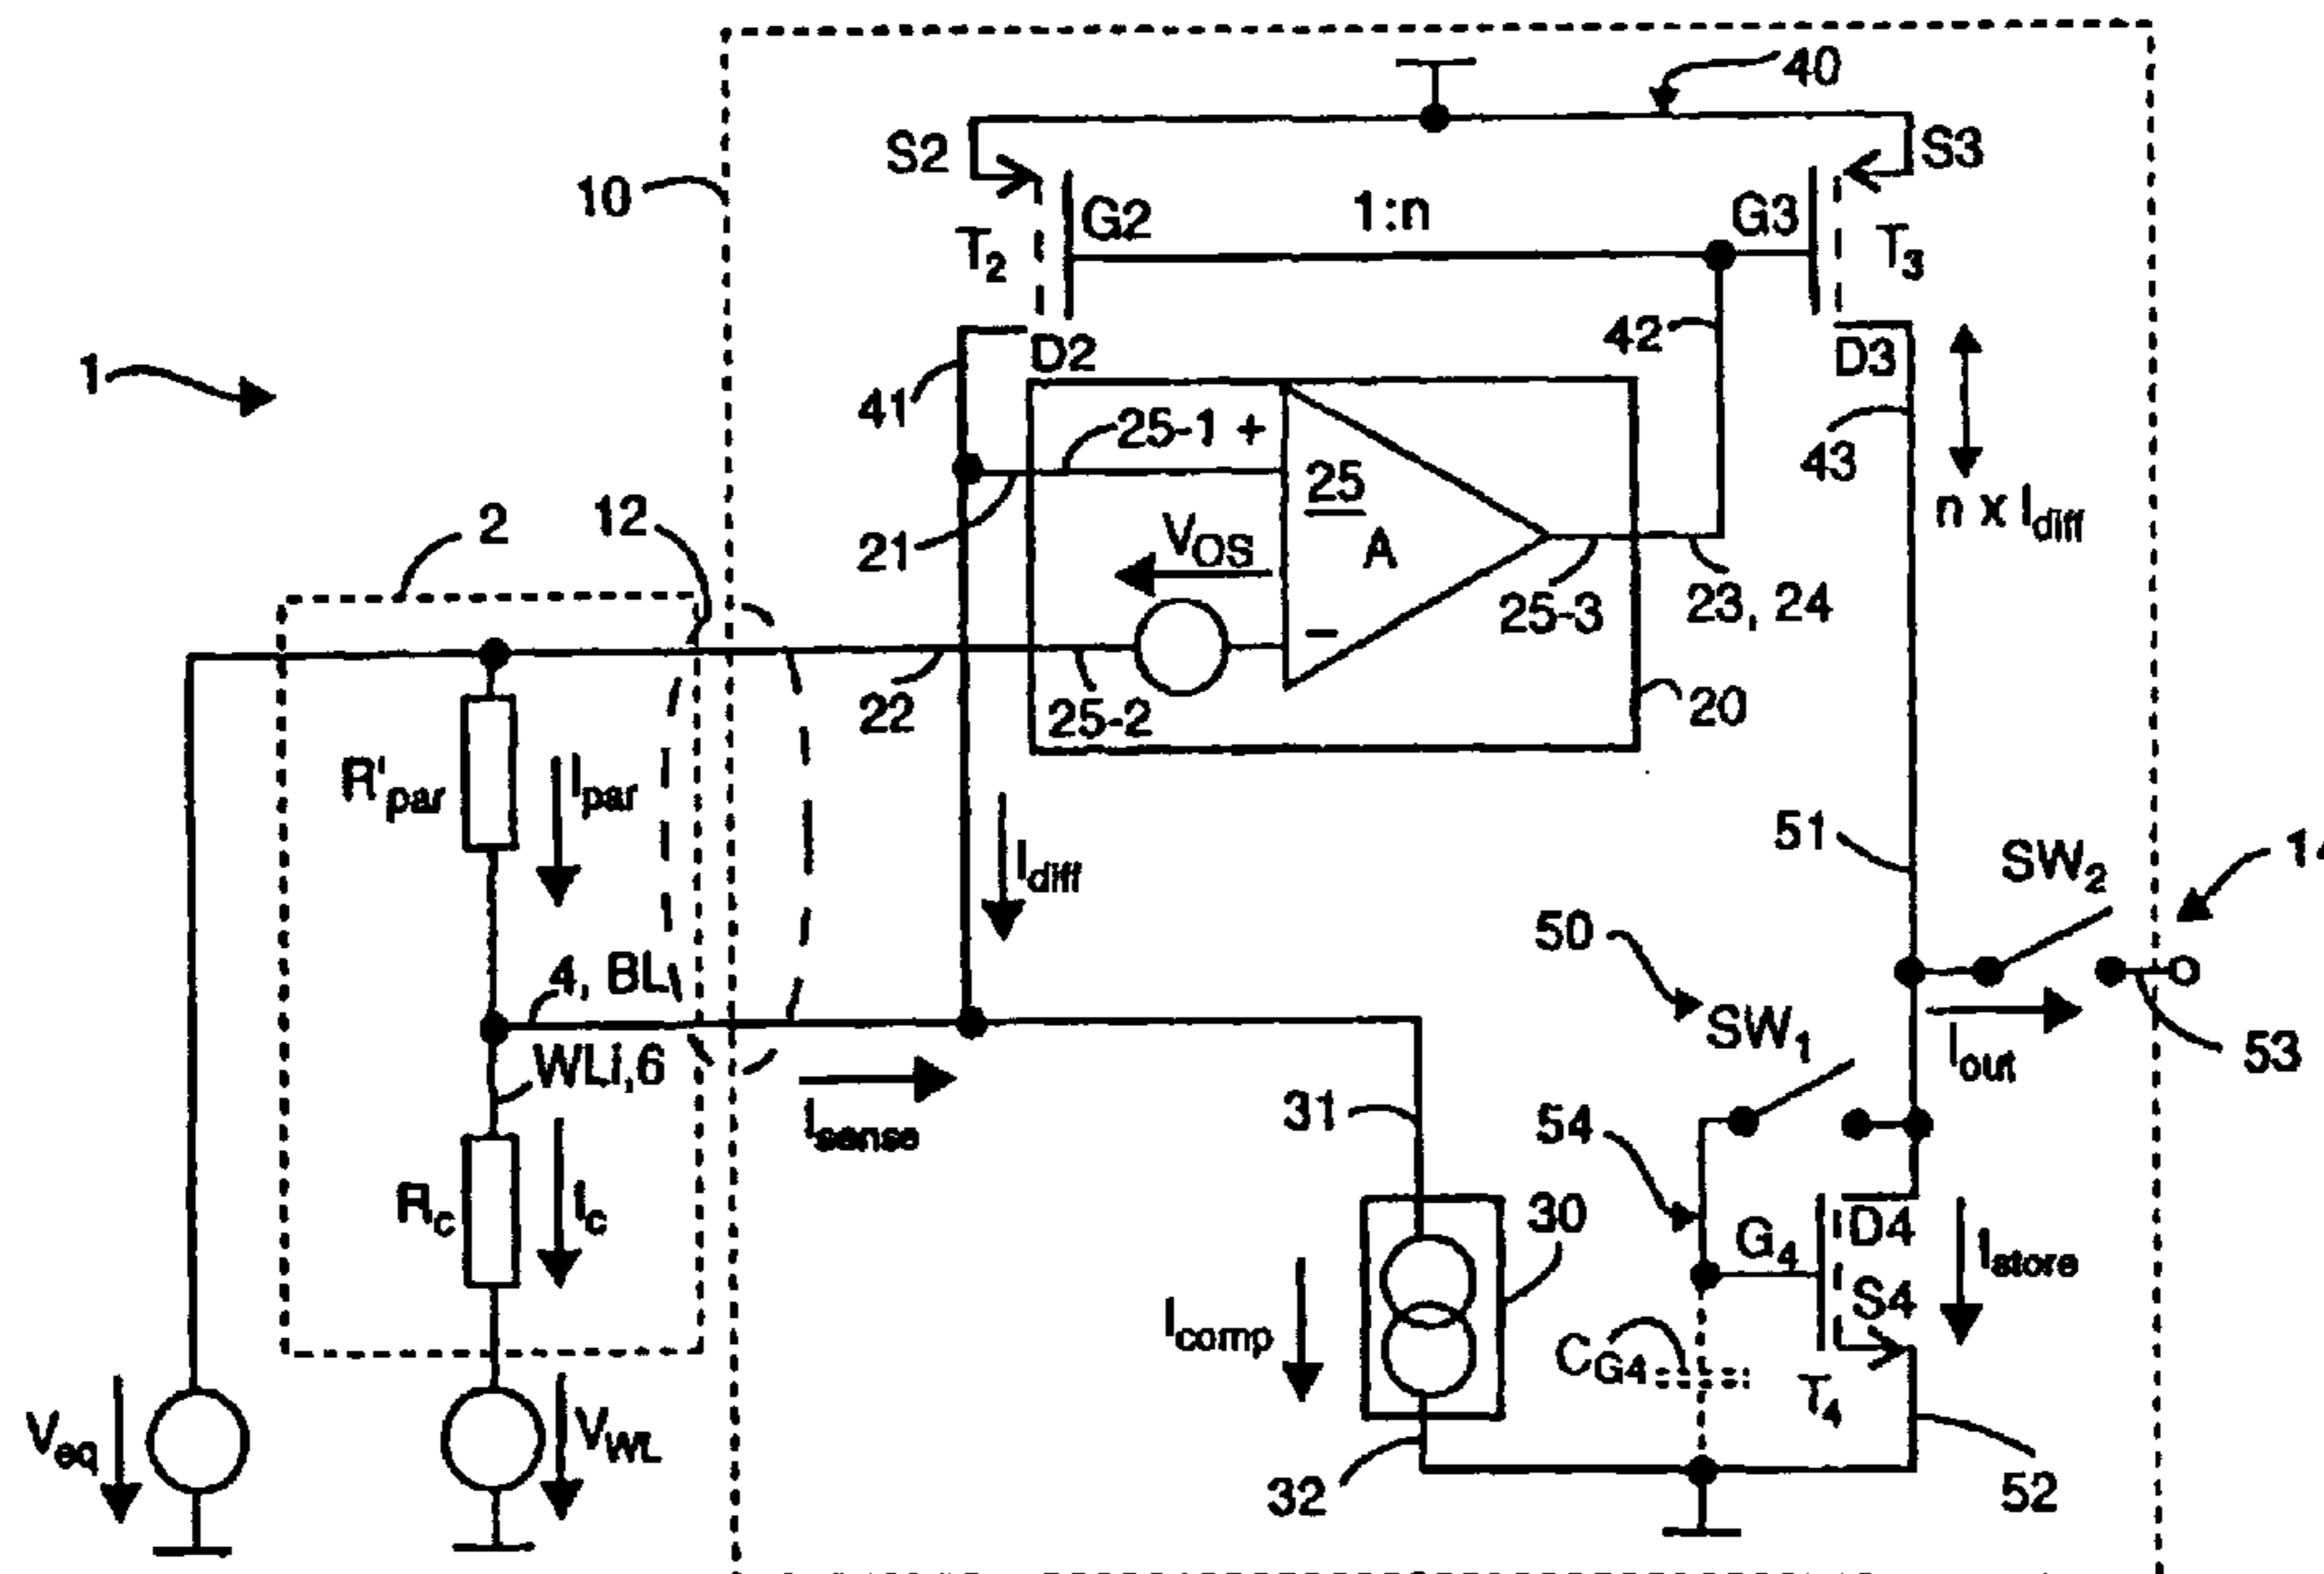 40
S2
S3
10
G2
1:n
G3
T2
T3
42
D2
D3
1
41
25-1 +
43
25
2
12
n x Idiff
21
VOS
A
25-3
23, 24
22
25-2
–
20
R'par
Ipar
51
Idiff
SW2
50
4, BL
SW1
WLi,6
Iout
53
Isense
31
54
Rc
Ic
30
G4
D4
Istore
S4
Icomp
CG4
T4
Veq
VWL
32
52